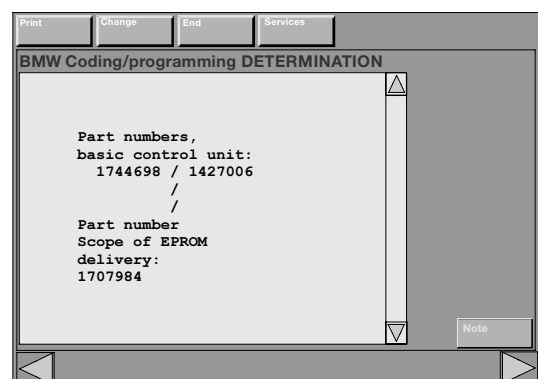 Print Change End Services
BMW Coding/programming DETERMINATION
Part numbers,
basic control unit:
1744698 / 1427006
/
/
Part number
Scope of EPROM
delivery:
1707984
Note